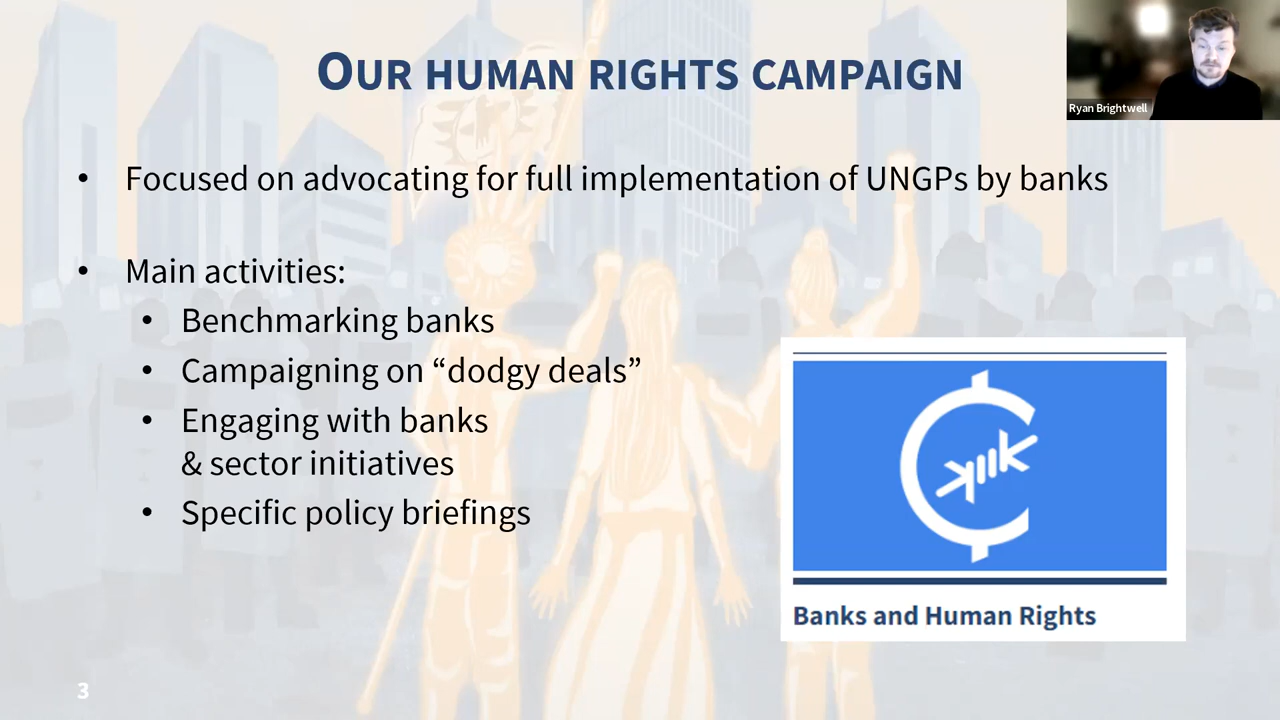 OUR HUMAN RIGHTS CAMPAIGN
Ryan Brightwell
• Focused on advocating for full implementation of UNGPs by banks
• Main activities:
• Benchmarking banks
• Campaigning on “dodgy deals”
• Engaging with banks
& sector initiatives
• Specific policy briefings
Banks and Human Rights
3